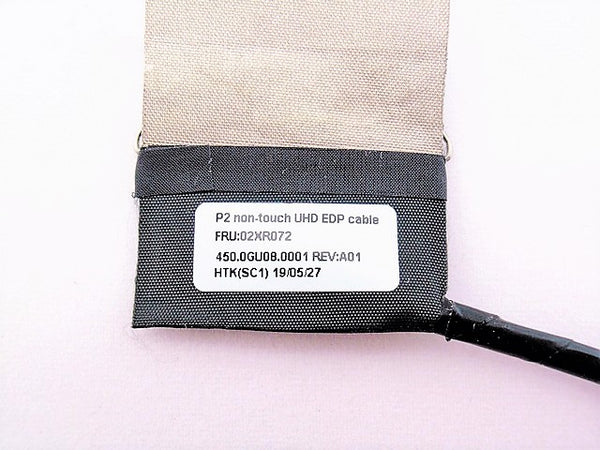 P2 non-touch UHD EDP cable
FRU:02XR072
450.0GU08.0001 REV:A01
HTK(SC1) 19/05/27